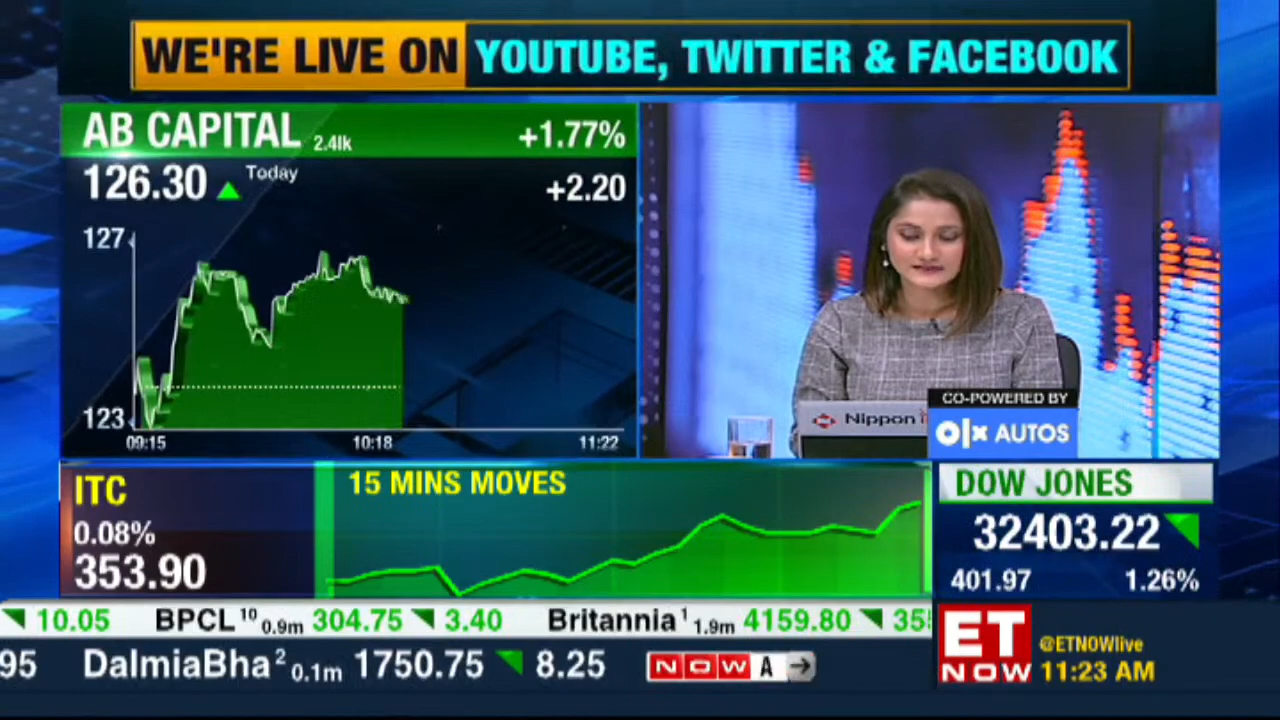 WE'RE LIVE ON YOUTUBE, TWITTER & FACEBOOK
AB CAPITAL 2.4lk +1.77%
126.30 Today +2.20
127
123
09:15 10:18 11:22
Nippon
CO-POWERED BY
olx AUTOS
ITC
0.08%
353.90
15 MINS MOVES
DOW JONES
32403.22
401.97 1.26%
10.05 BPCL 10 0.9m 304.75 3.40 Britannia 1 1.9m 4159.80 35
95 DalmiaBha 2 0.1m 1750.75 8.25 NOW A
ET NOW
@ETNOWlive
11:23 AM